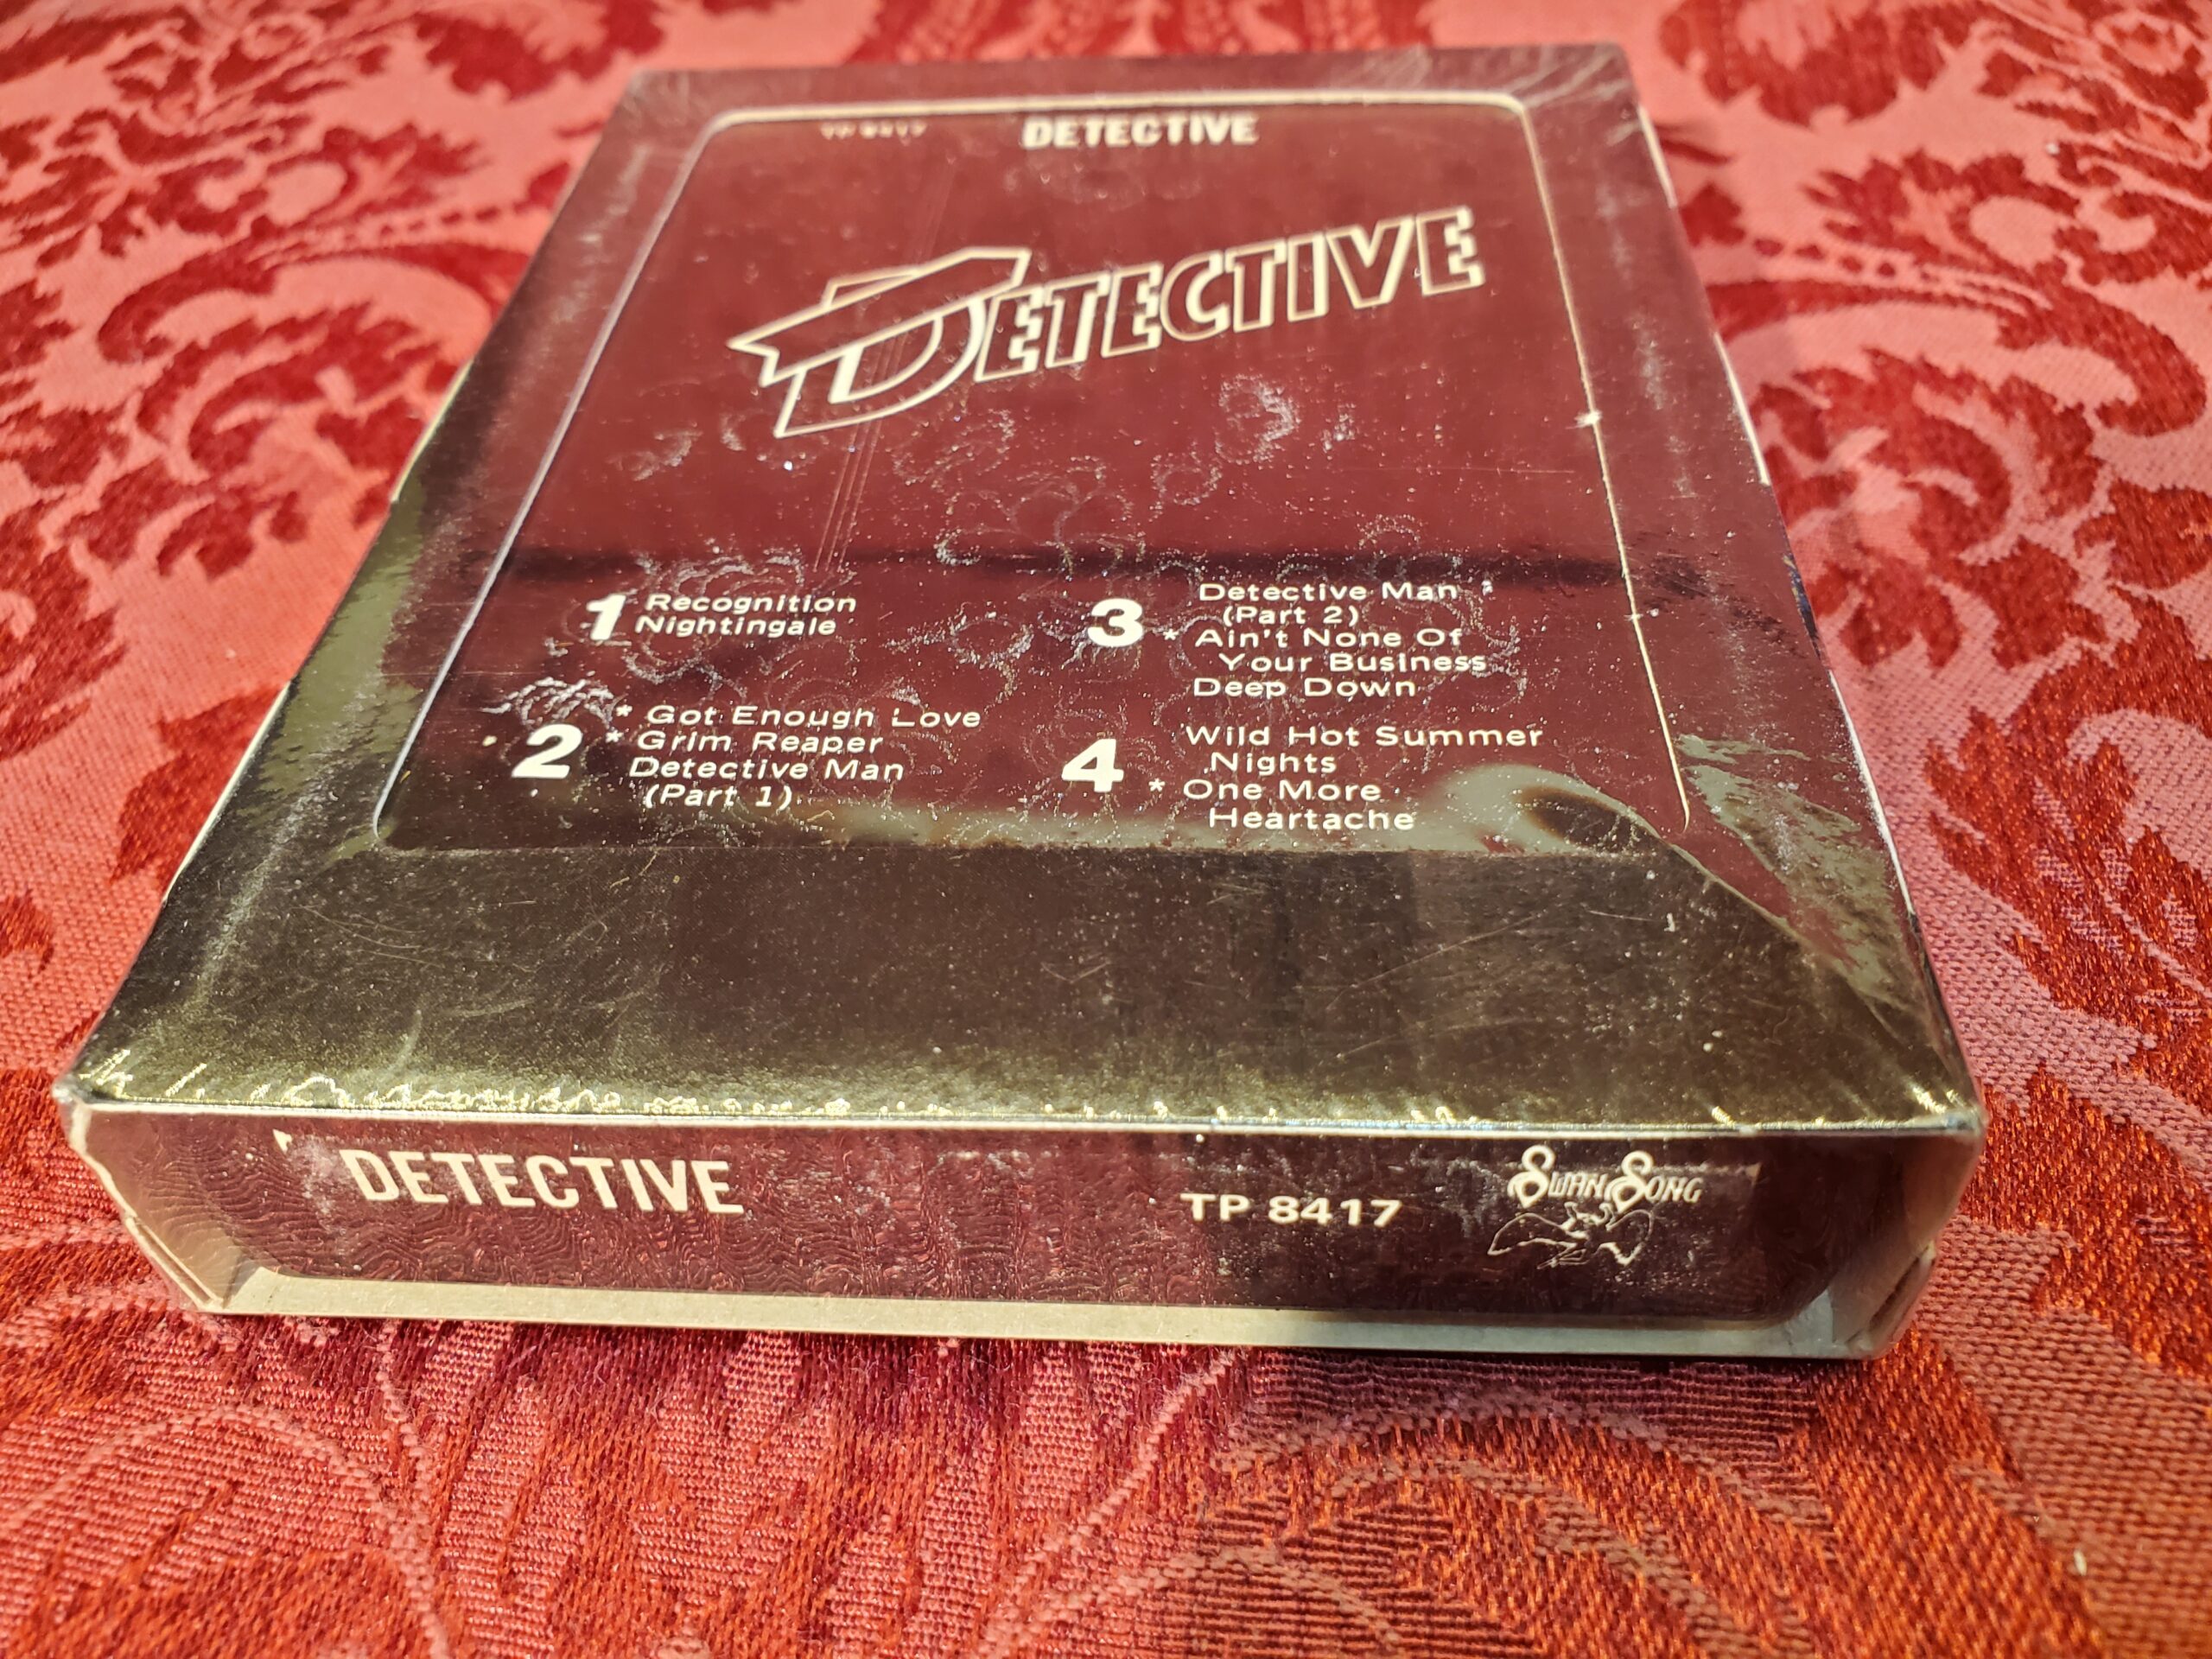 TP 8417
DETECTIVE
DETECTIVE
1 Recognition
Nightingale
2 * Got Enough Love
* Grim Reaper
Detective Man
(Part 1)
3 Detective Man
(Part 2)
* Ain't None Of
Your Business
Deep Down
4 Wild Hot Summer
Nights
* One More
Heartache
DETECTIVE
TP 8417
SWAN SONG